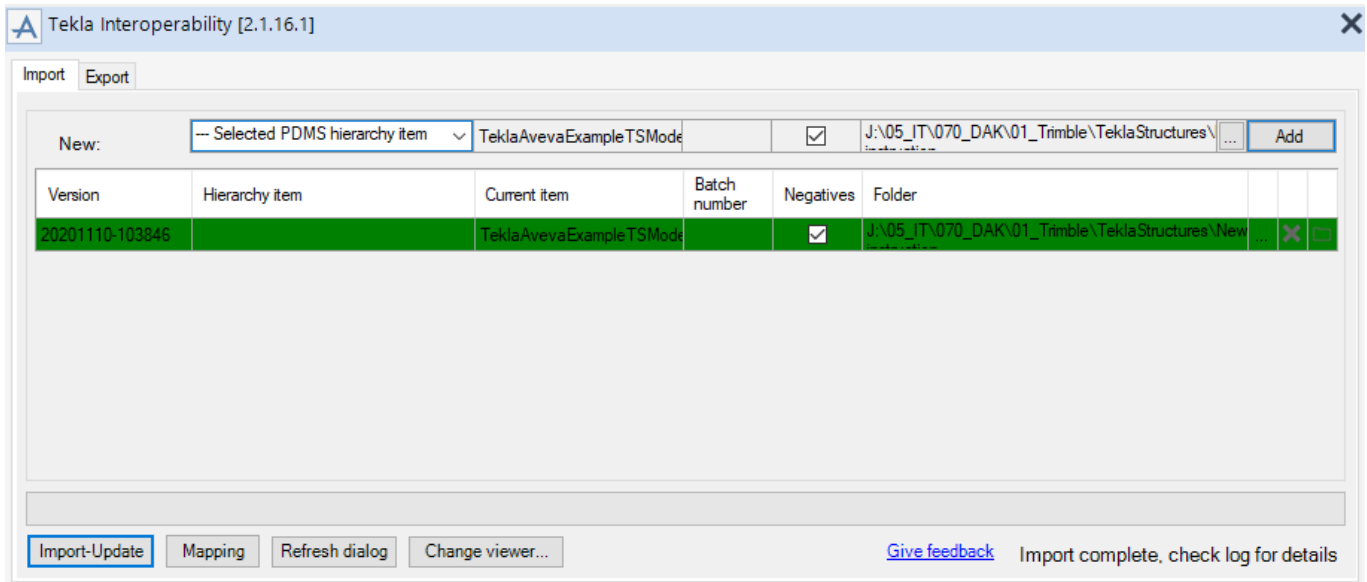 Tekla Interoperability [2.1.16.1]
Import Export
New: --- Selected PDMS hierarchy item TeklaAvevaExampleTSMode J:\05_IT\070_DAK\01_Trimble\TeklaStructures\ ... Add
Version Hierarchy item Current item Batch number Negatives Folder
20201110-103846 TeklaAvevaExampleTSMode J:\05_IT\070_DAK\01_Trimble\TeklaStructures\New ...
Import-Update Mapping Refresh dialog Change viewer... Give feedback Import complete, check log for details